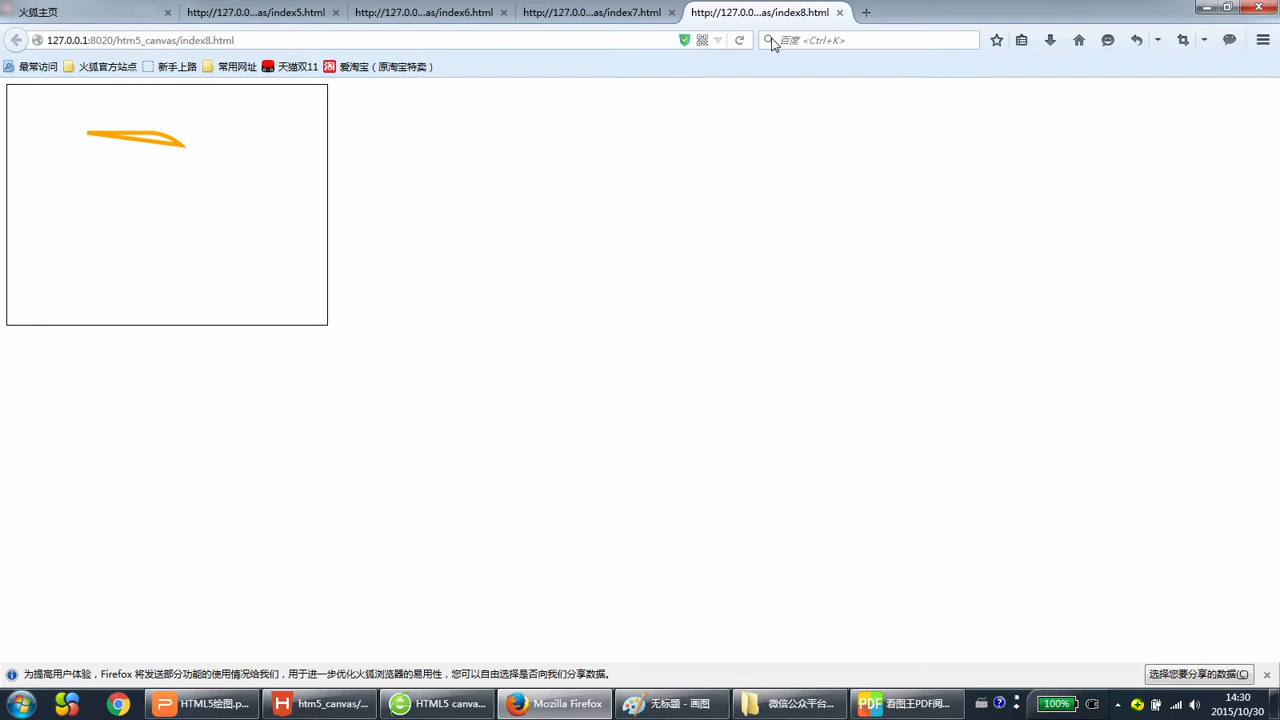 火狐主页
http://127.0.0...as/index5.html
http://127.0.0...as/index6.html
http://127.0.0...as/index7.html
http://127.0.0...as/index8.html
127.0.0.1:8020/htm5_canvas/index8.html
百度 <Ctrl+K>
最常访问
火狐官方站点
新手上路
常用网址
天猫双11
淘
爱淘宝（原淘宝特卖）
为提高用户体验，Firefox 将发送部分功能的使用情况给我们，用于进一步优化火狐浏览器的易用性，您可以自由选择是否向我们分享数据。
选择您要分享的数据(C)
P
HTML5绘图.p...
H
htm5_canvas/...
e
HTML5 canva...
Mozilla Firefox
无标题 - 画图
微信公众平台...
PDF
看图王PDF阅...
100%
14:30
2015/10/30